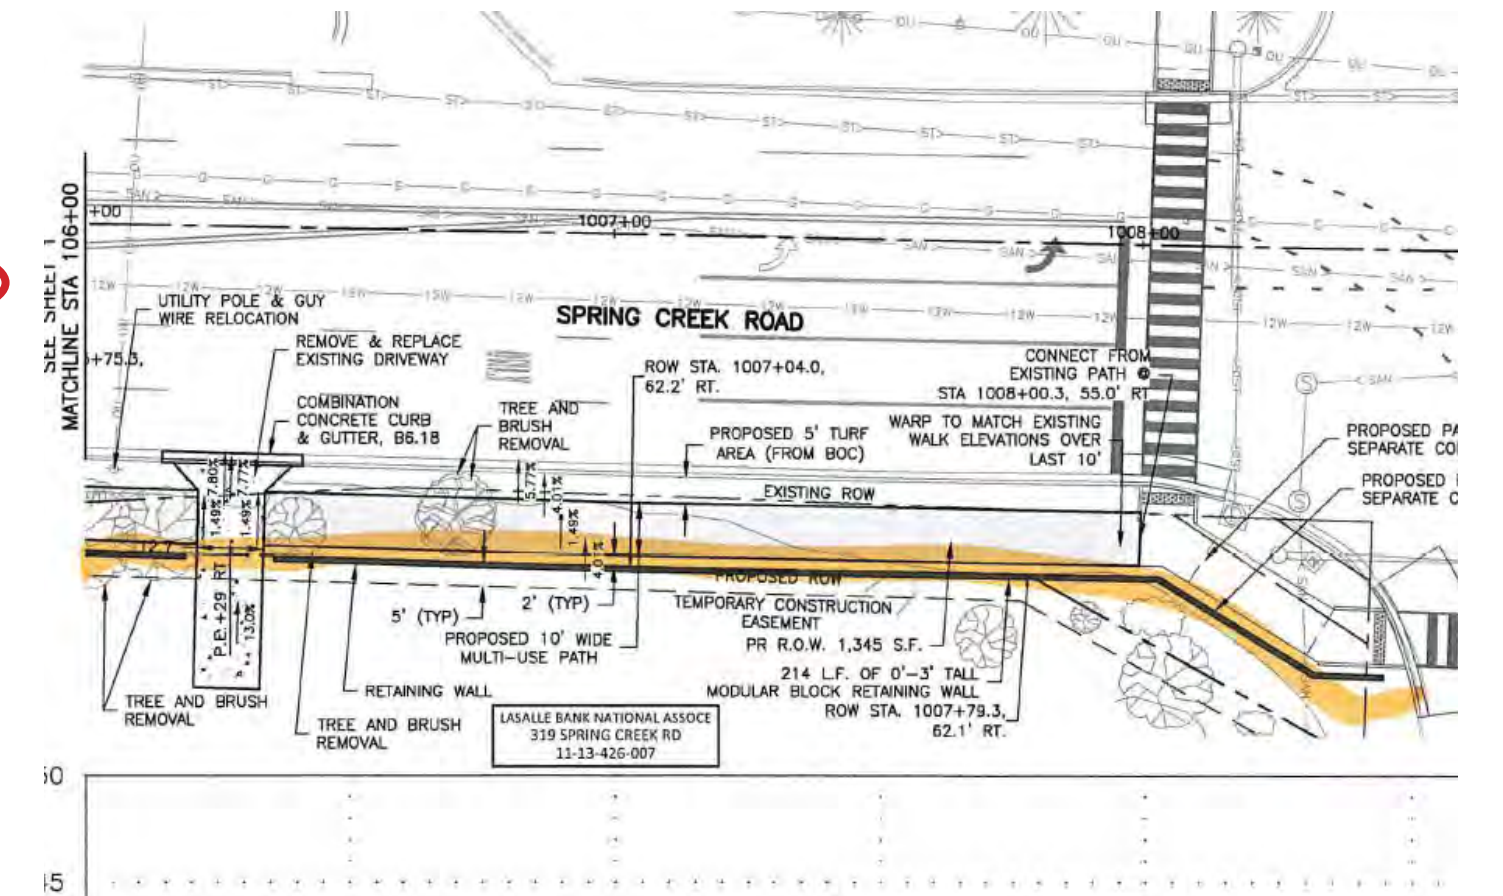 1007+00
1008+00
+00
SEE SHEET 1
MATCHLINE STA 106+00
SPRING CREEK ROAD
UTILITY POLE & GUY
WIRE RELOCATION
REMOVE & REPLACE
EXISTING DRIVEWAY
+75.3,
COMBINATION
CONCRETE CURB
& GUTTER, B6.18
TREE AND
BRUSH
REMOVAL
ROW STA. 1007+04.0,
62.2' RT.
PROPOSED 5' TURF
AREA (FROM BOC)
CONNECT FROM
EXISTING PATH @
STA 1008+00.3, 55.0' RT
WARP TO MATCH EXISTING
WALK ELEVATIONS OVER
LAST 10'
PROPOSED PA
SEPARATE CO
PROPOSED
SEPARATE C
EXISTING ROW
7.80%
7.77%
1.49%
1.49%
5.77%
4.01%
1.49%
4.01%
P.E.+29 RT
13.0%
PROPOSED ROW
5' (TYP)
2' (TYP)
PROPOSED 10' WIDE
MULTI-USE PATH
TEMPORARY CONSTRUCTION
EASEMENT
PR R.O.W. 1,345 S.F.
214 L.F. OF 0'-3' TALL
MODULAR BLOCK RETAINING WALL
ROW STA. 1007+79.3,
62.1' RT.
RETAINING WALL
TREE AND BRUSH
REMOVAL
TREE AND BRUSH
REMOVAL
LASALLE BANK NATIONAL ASSOCE
319 SPRING CREEK RD
11-13-426-007